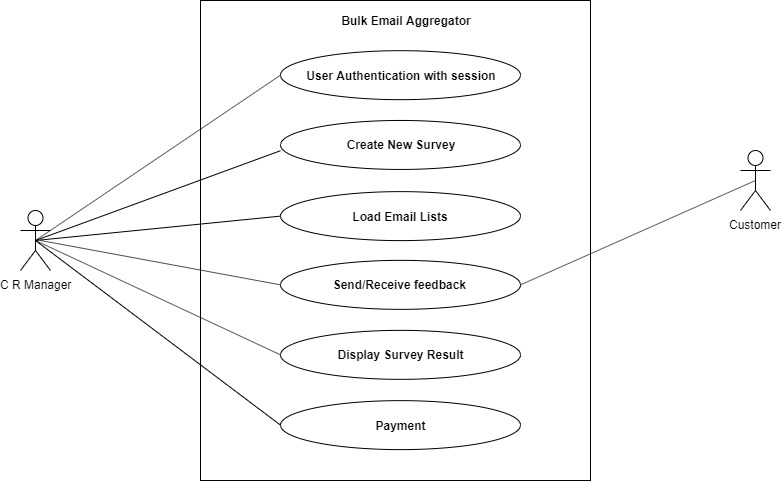 Bulk Email Aggregator
User Authentication with session
Create New Survey
Load Email Lists
Customer
Send/Receive feedback
C R Manager
Display Survey Result
Payment